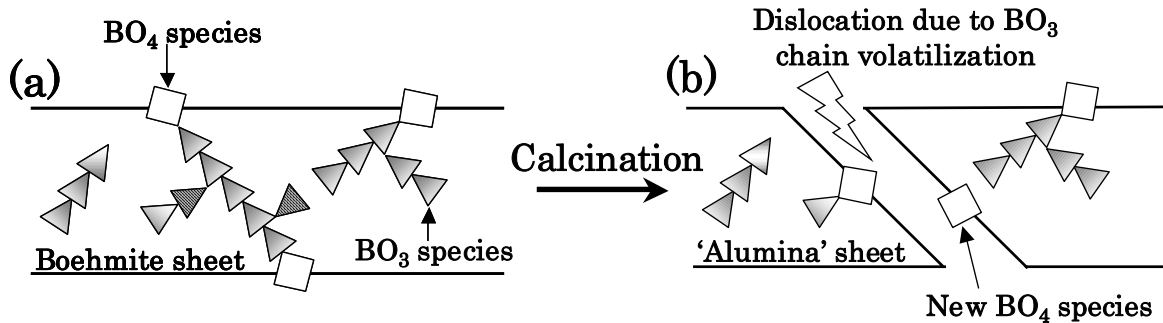 (a)
BO₄ species
Boehmite sheet
BO₃ species
Calcination
(b)
Dislocation due to BO₃
chain volatilization
‘Alumina’ sheet
New BO₄ species